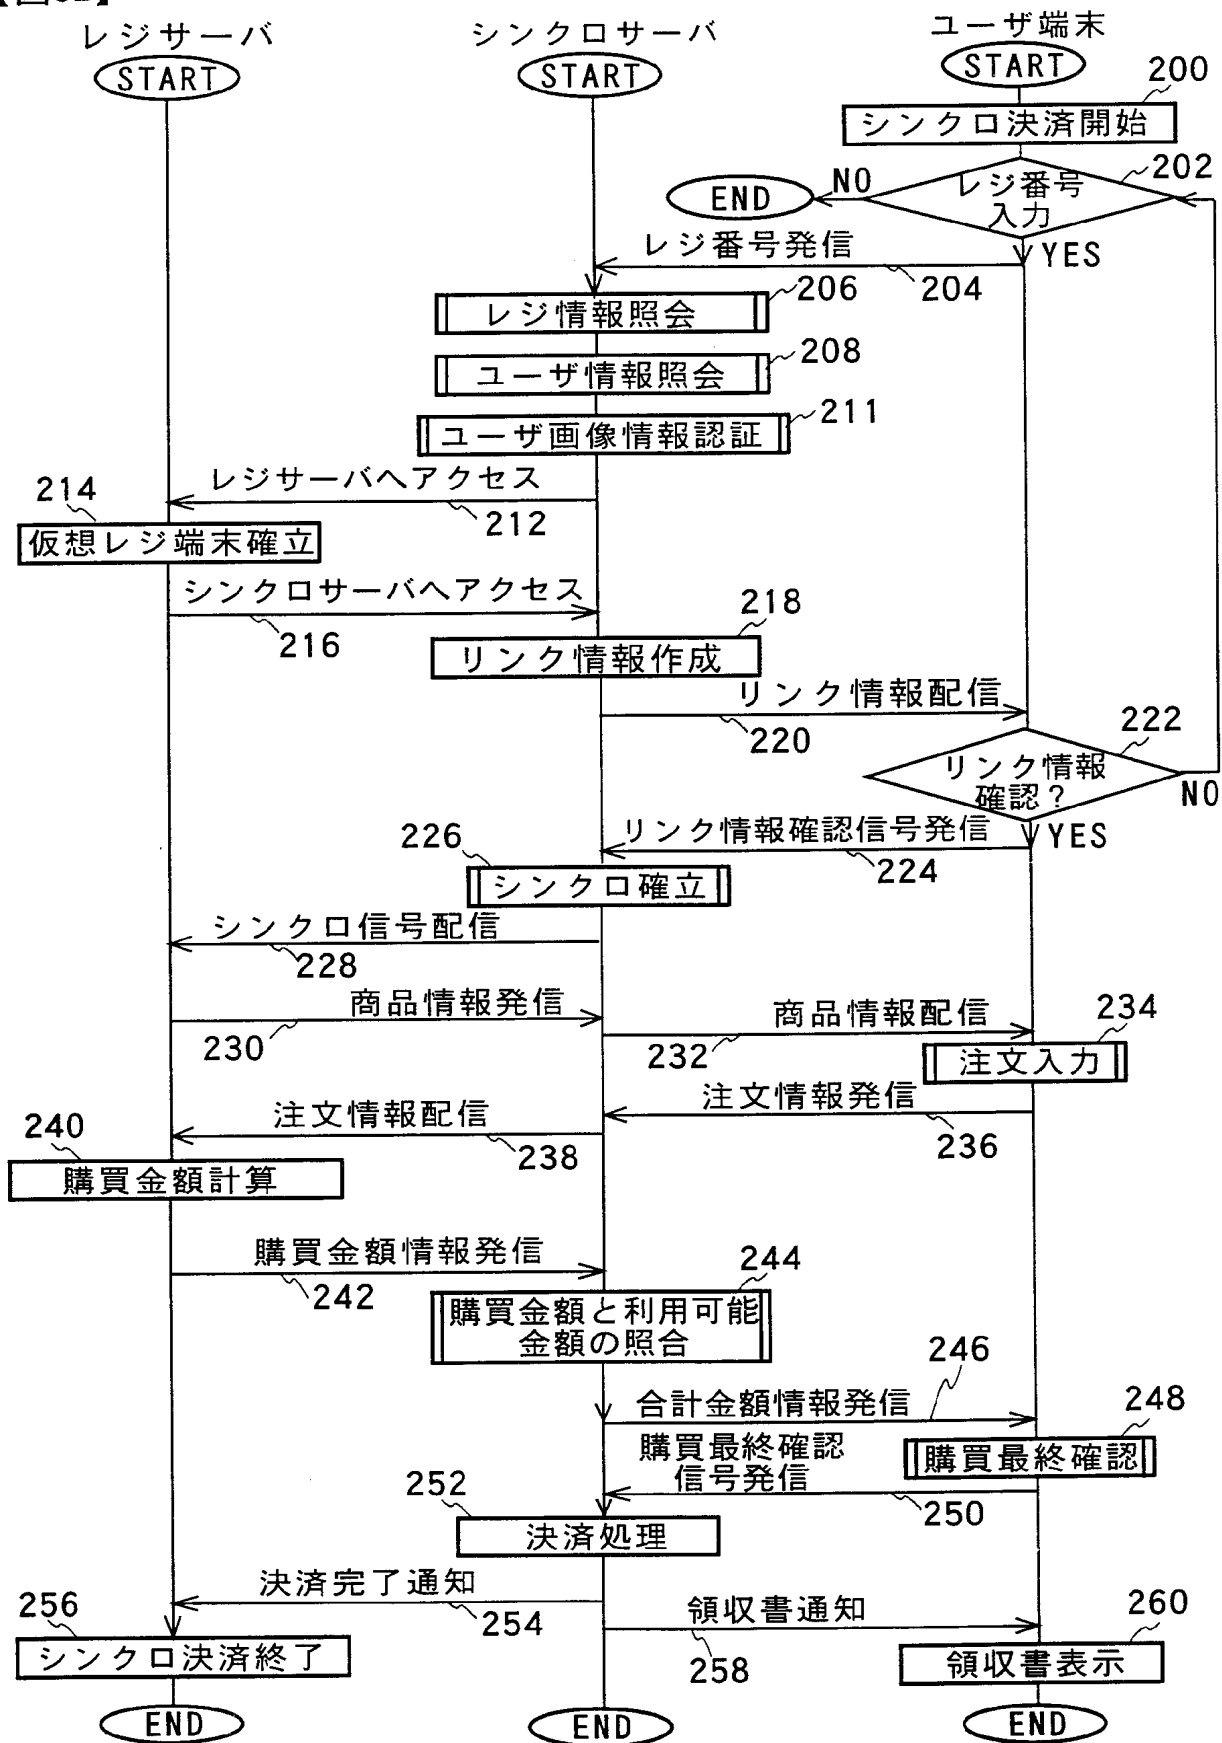 レジサーバ
シンクロサーバ
ユーザ端末
START
START
START
200
シンクロ決済開始
202
レジ番号
入力
NO
END
YES
レジ番号発信
204
206
レジ情報照会
208
ユーザ情報照会
211
ユーザ画像情報認証
レジサーバへアクセス
212
214
仮想レジ端末確立
シンクロサーバへアクセス
216
218
リンク情報作成
リンク情報配信
220
222
リンク情報
確認?
NO
YES
リンク情報確認信号発信
224
226
シンクロ確立
シンクロ信号配信
228
商品情報発信
230
商品情報配信
232
234
注文入力
注文情報発信
236
注文情報配信
238
240
購買金額計算
購買金額情報発信
242
244
購買金額と利用可能
金額の照合
246
合計金額情報発信
248
購買最終確認
購買最終確認
信号発信
250
252
決済処理
決済完了通知
254
256
シンクロ決済終了
領収書通知
258
260
領収書表示
END
END
END